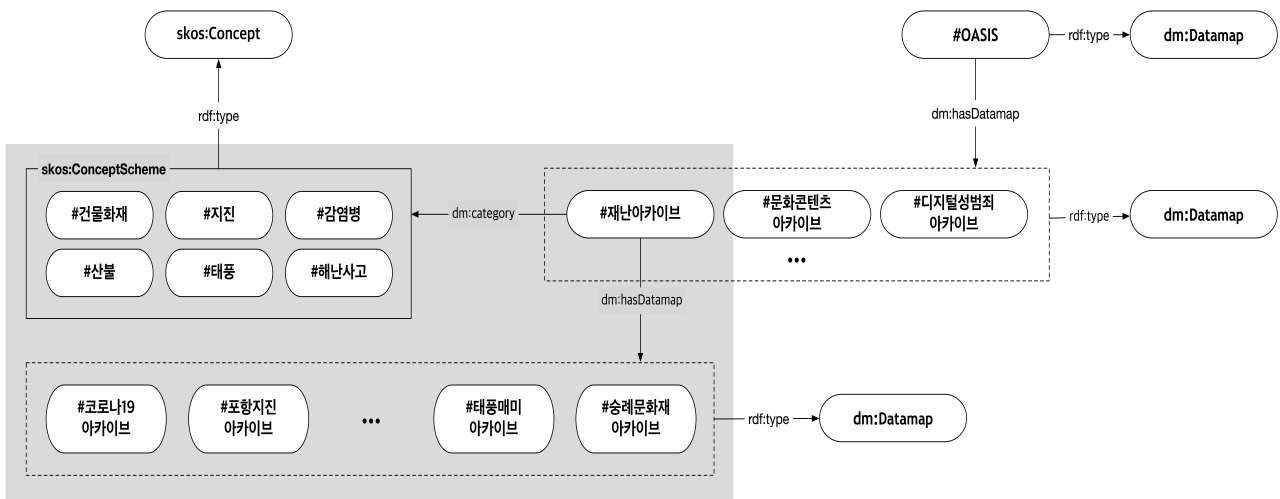 skos:Concept
#OASIS
rdf:type
dm:Datamap
rdf:type
dm:hasDatamap
skos:ConceptScheme
#건물화재
#지진
#감염병
#산불
#태풍
#해난사고
dm:category
#재난아카이브
#문화콘텐츠
아카이브
#디지털성범죄
아카이브
•••
rdf:type
dm:Datamap
dm:hasDatamap
#코로나19
아카이브
#포항지진
아카이브
•••
#태풍매미
아카이브
#숭례문화재
아카이브
rdf:type
dm:Datamap